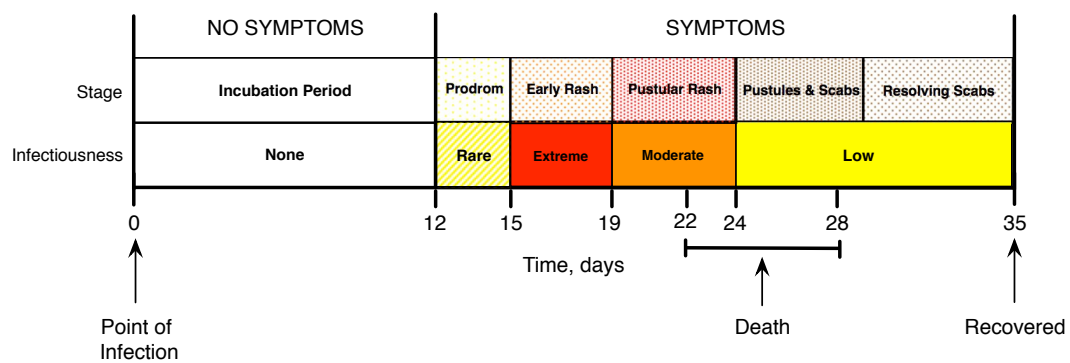 NO SYMPTOMS
SYMPTOMS
Stage
Incubation Period
Prodrom
Early Rash
Pustular Rash
Pustules & Scabs
Resolving Scabs
Infectiousness
None
Rare
Extreme
Moderate
Low
0
12
15
19
22
24
28
35
Time, days
Point of
Infection
Death
Recovered